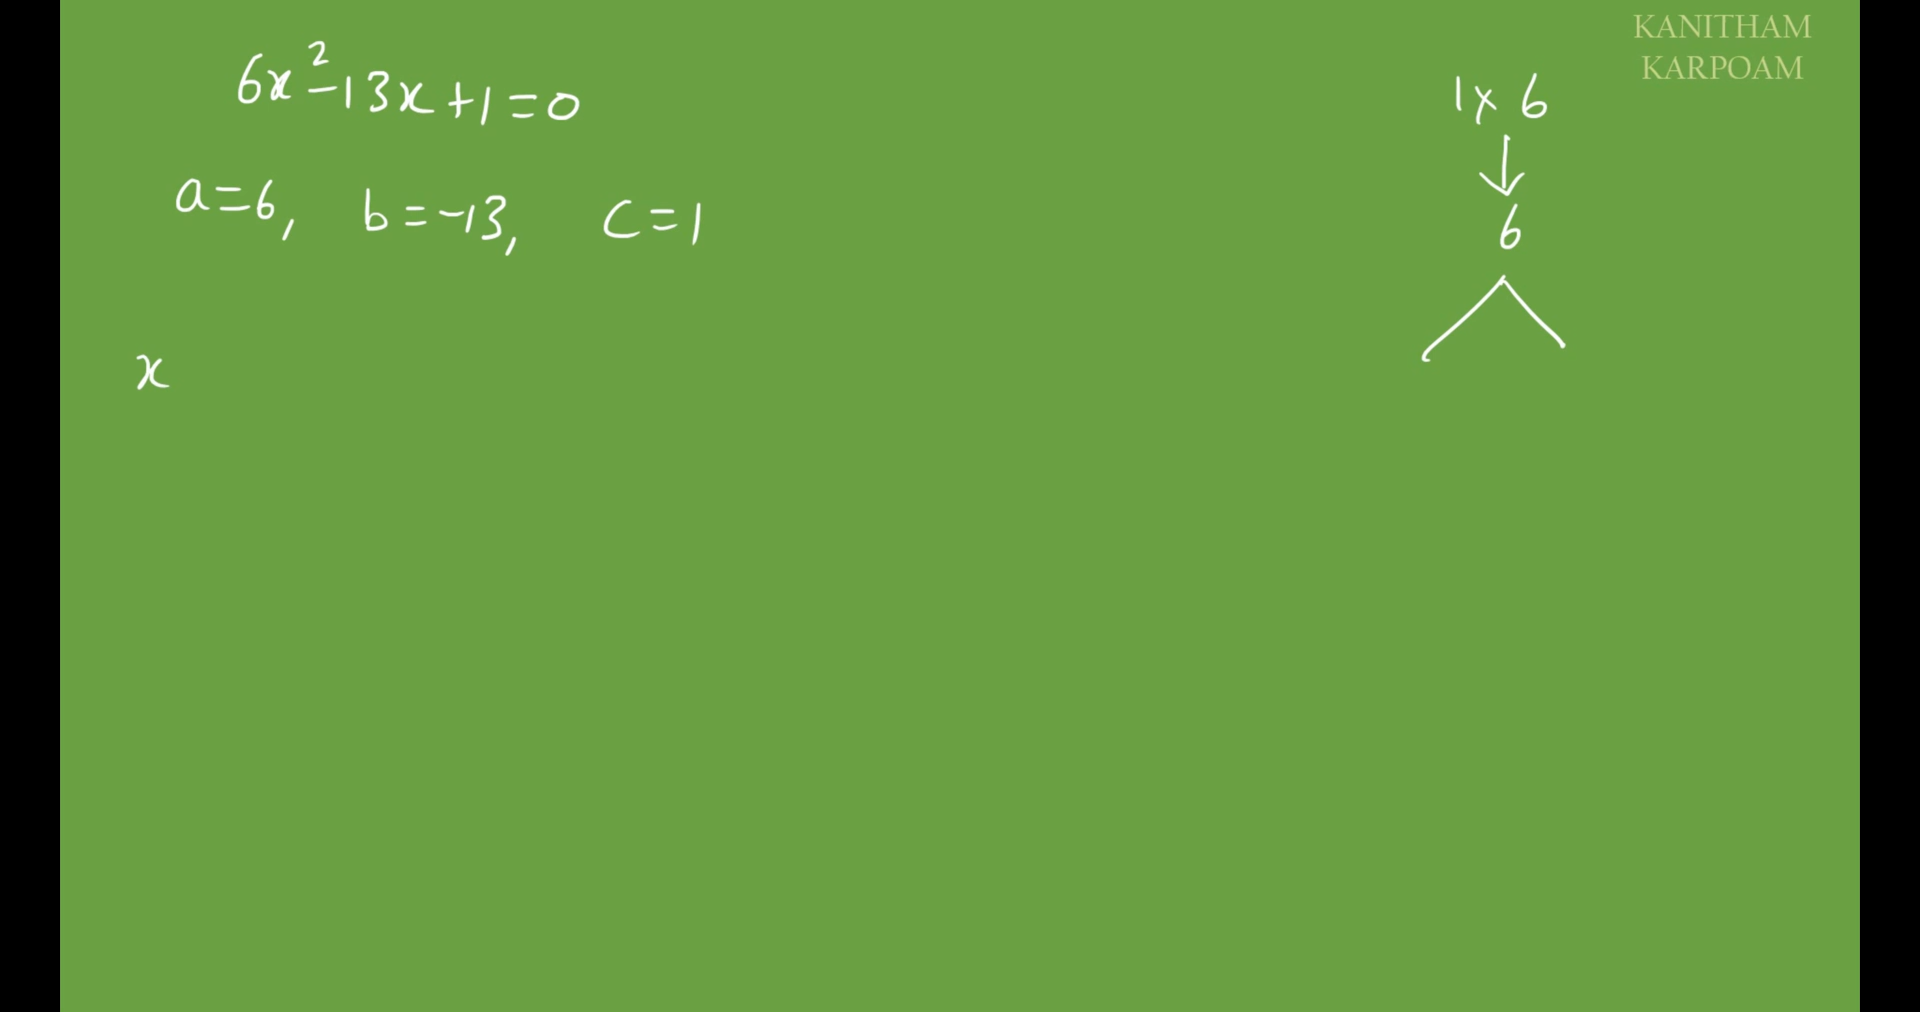 KANITHAM
KARPOAM
6x² -13x +1 = 0
1 x 6
↓
a = 6, b = -13, c = 1
6
x